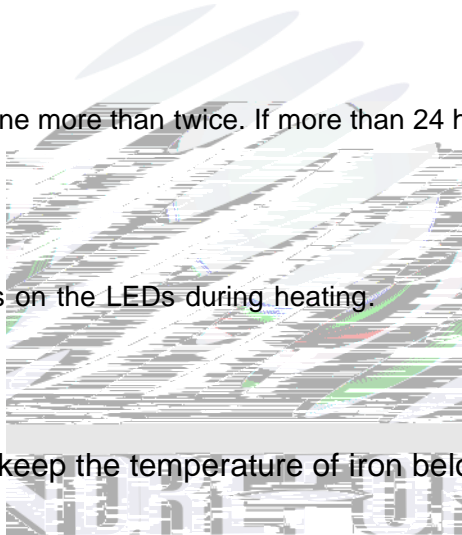 ne more than twice. If more than 24 h
s on the LEDs during heating.
keep the temperature of iron belo